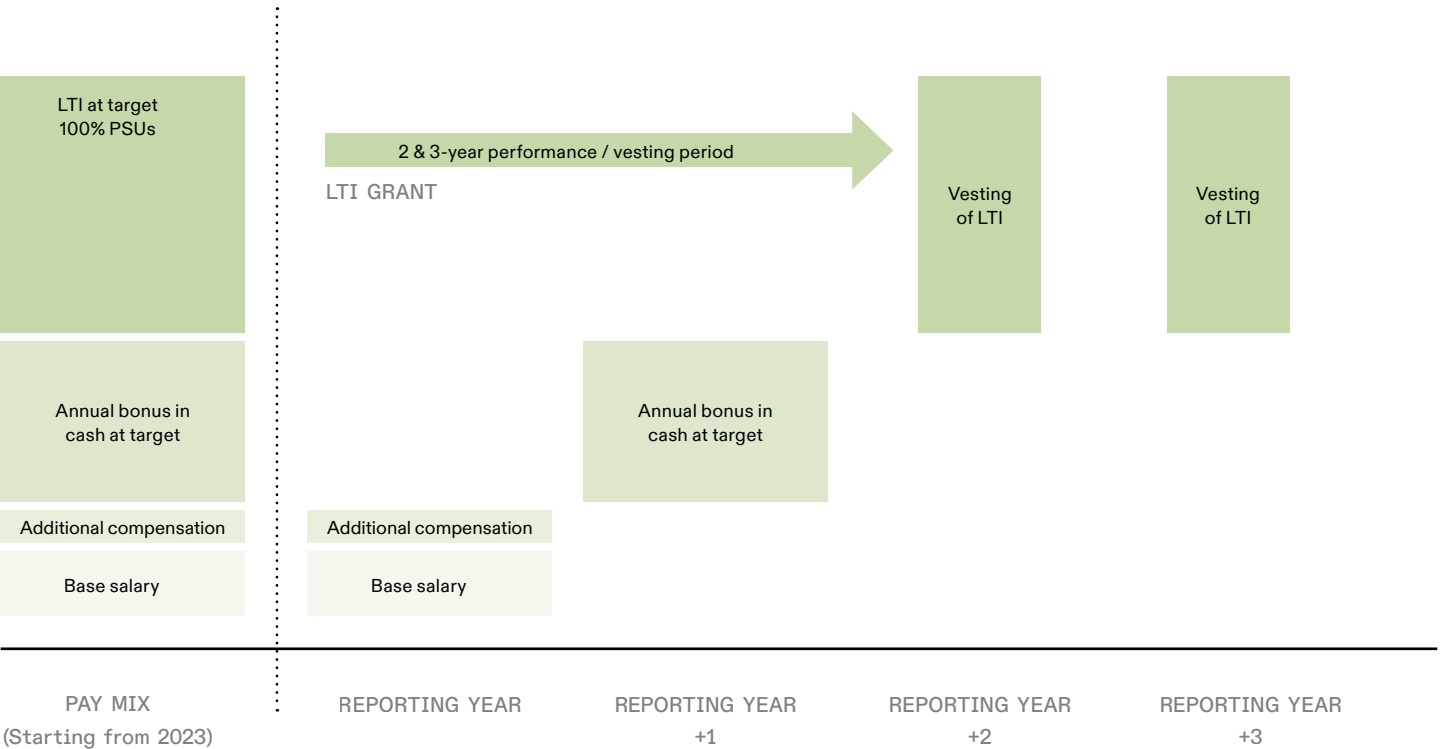 LTI at target
100% PSUs
2 & 3-year performance / vesting period
LTI GRANT
Vesting
of LTI
Vesting
of LTI
Annual bonus in
cash at target
Annual bonus in
cash at target
Additional compensation
Additional compensation
Base salary
Base salary
PAY MIX
(Starting from 2023)
REPORTING YEAR
REPORTING YEAR
+1
REPORTING YEAR
+2
REPORTING YEAR
+3